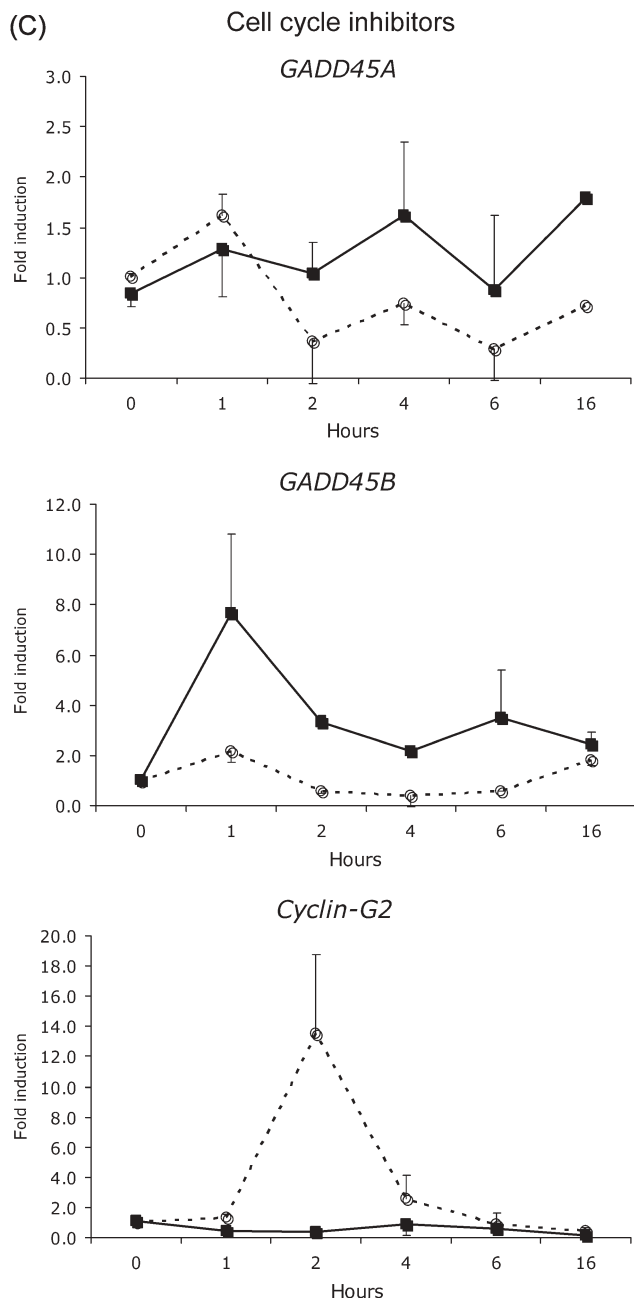 (C) Cell cycle inhibitors
GADD45A
3.0
2.5
2.0
1.5
1.0
0.5
0.0
Fold induction
0 1 2 4 6 16
Hours
GADD45B
12.0
10.0
8.0
6.0
4.0
2.0
0.0
Fold induction
0 1 2 4 6 16
Hours
Cyclin-G2
20.0
18.0
16.0
14.0
12.0
10.0
8.0
6.0
4.0
2.0
0.0
Fold induction
0 1 2 4 6 16
Hours